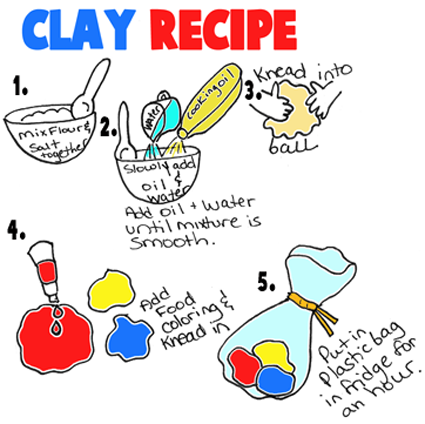 CLAY RECIPE
1.
mix Flour &
Salt
together
2.
water
cooking oil
Slowly add
oil &
water
Add oil + water
until mixture is
smooth.
3.
Knead into
ball
4.
Add
Food
coloring &
Knead in
5.
Put in
plastic bag
in fridge for
an hour.